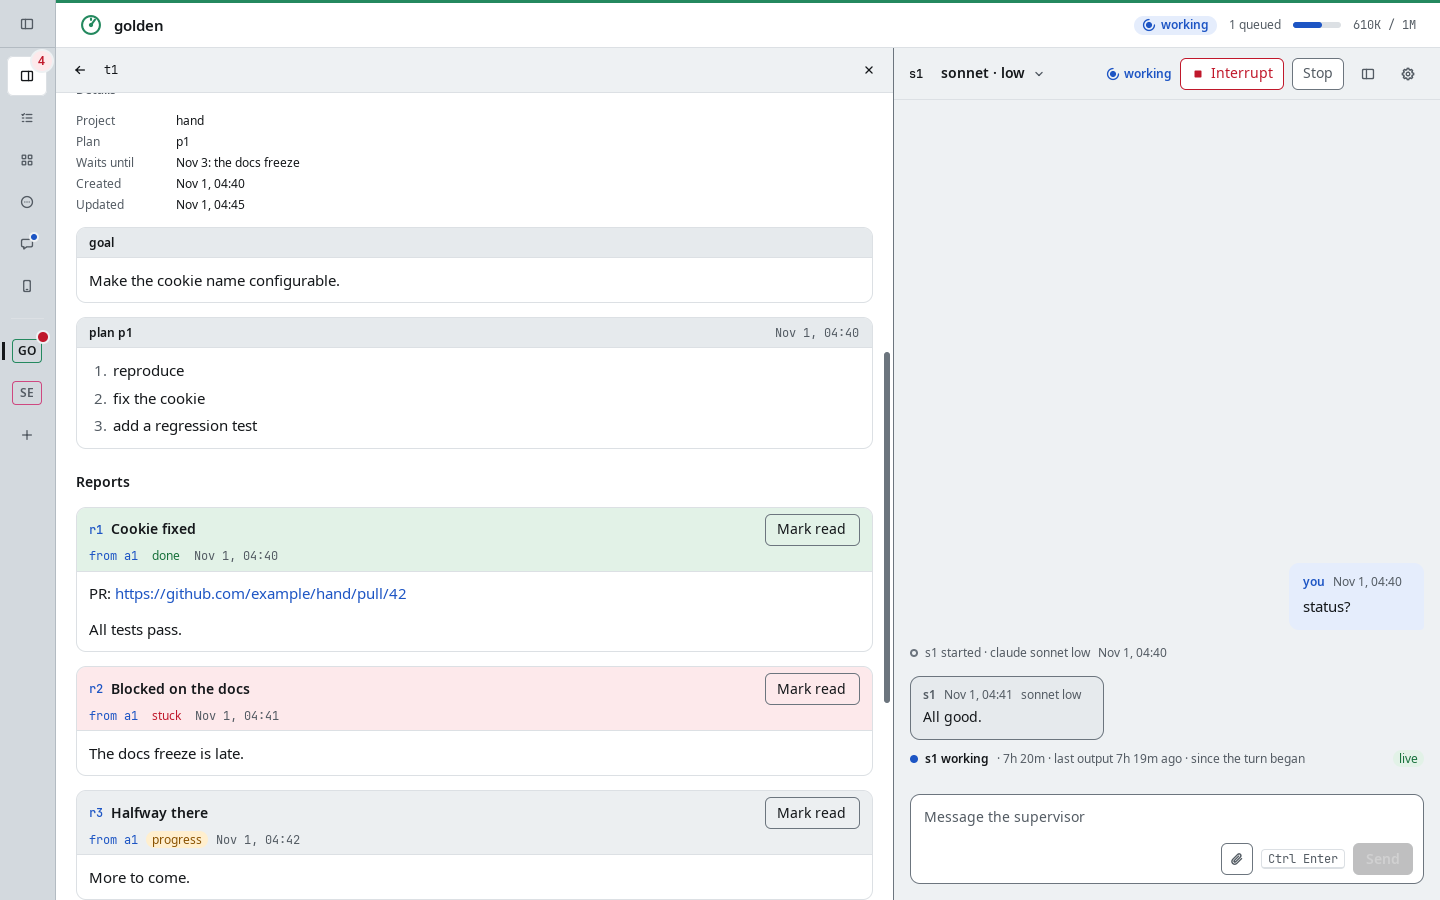 golden
working
1 queued
610K / 1M
4
GO
SE
t1
Details
Project hand
Plan p1
Waits until Nov 3: the docs freeze
Created Nov 1, 04:40
Updated Nov 1, 04:45
goal
Make the cookie name configurable.
plan p1 Nov 1, 04:40
1. reproduce
2. fix the cookie
3. add a regression test
Reports
r1 Cookie fixed
Mark read
from a1 done Nov 1, 04:40
PR: https://github.com/example/hand/pull/42
All tests pass.
r2 Blocked on the docs
Mark read
from a1 stuck Nov 1, 04:41
The docs freeze is late.
r3 Halfway there
Mark read
from a1 progress Nov 1, 04:42
More to come.
s1 sonnet · low
working
Interrupt
Stop
you Nov 1, 04:40
status?
s1 started · claude sonnet low Nov 1, 04:40
s1 Nov 1, 04:41 sonnet low
All good.
s1 working · 7h 20m · last output 7h 19m ago · since the turn began
live
Message the supervisor
Ctrl Enter
Send